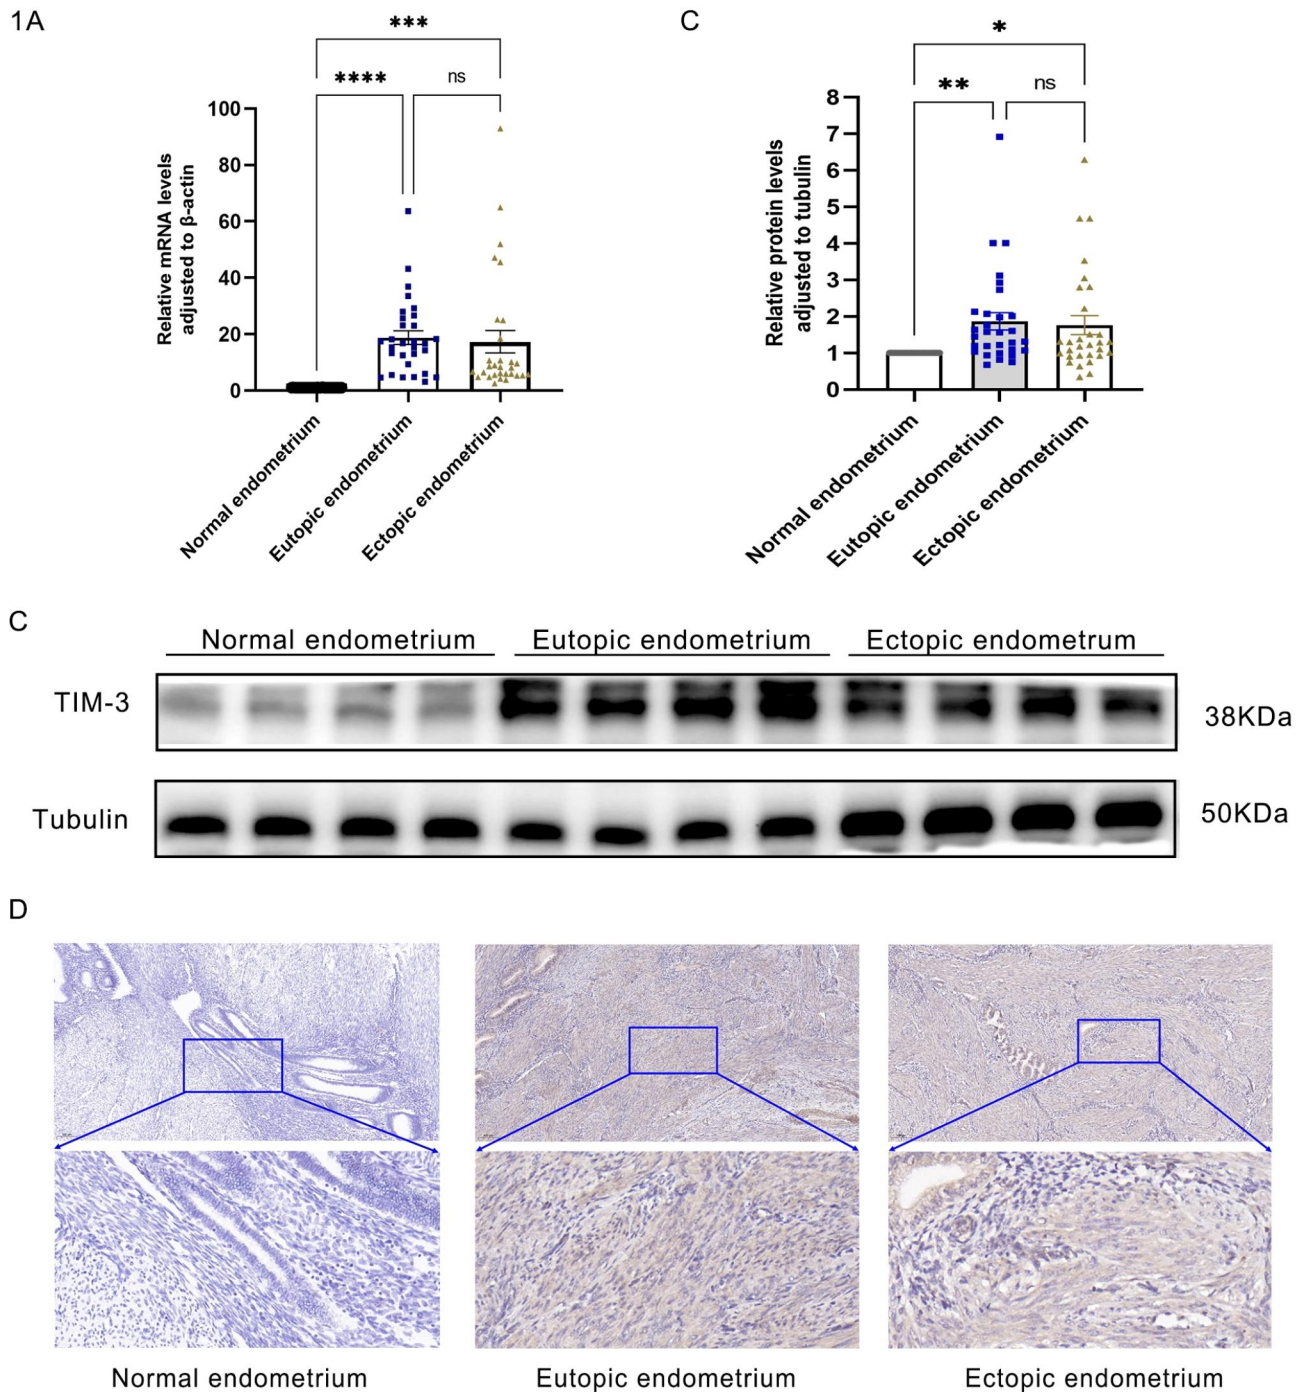 1A
***
****
ns
Relative mRNA levels
adjusted to β-actin
100
80
60
40
20
0
Normal endometrium
Eutopic endometrium
Ectopic endometrium
C
*
**
ns
Relative protein levels
adjusted to tubulin
8
7
6
5
4
3
2
1
0
Normal endometrium
Eutopic endometrium
Ectopic endometrium
C
Normal endometrium
Eutopic endometrium
Ectopic endometrum
TIM-3
38KDa
Tubulin
50KDa
D
Normal endometrium
Eutopic endometrium
Ectopic endometrium